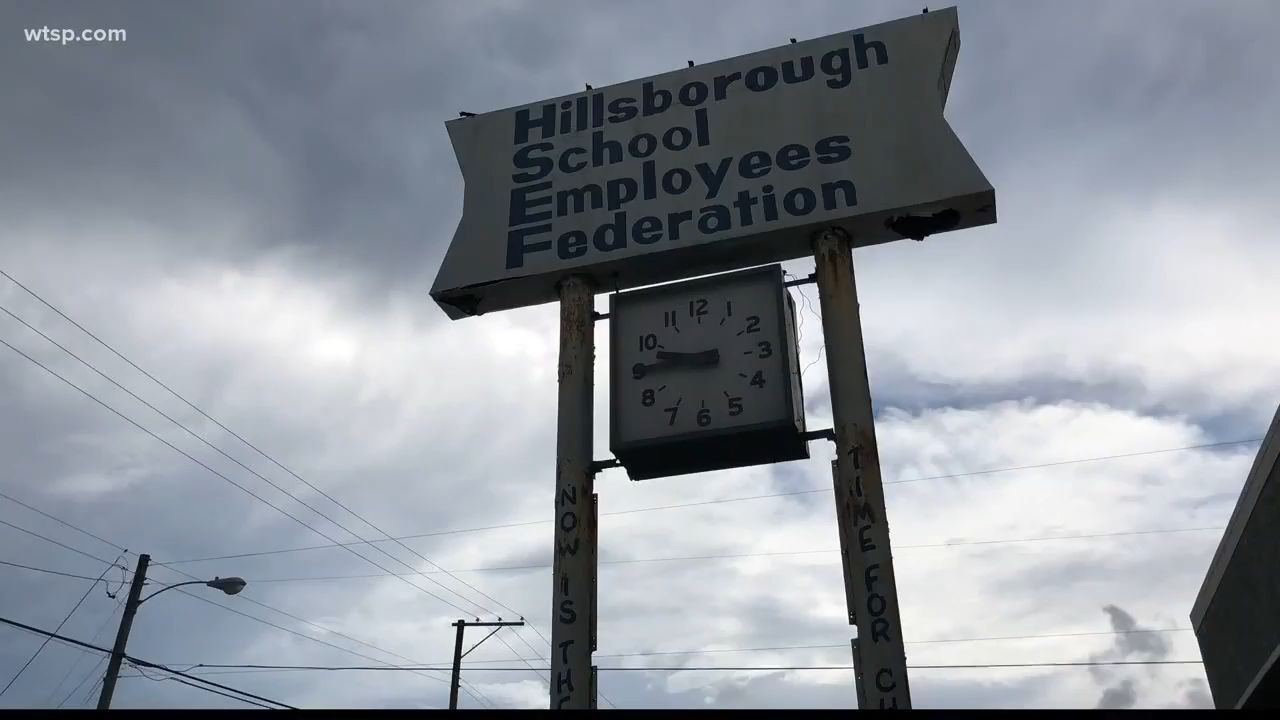 wtsp.com
Hillsborough
School
Employees
Federation
12
11
1
10
2
9
3
8
4
7
6
5
NOW IS
TIME FOR